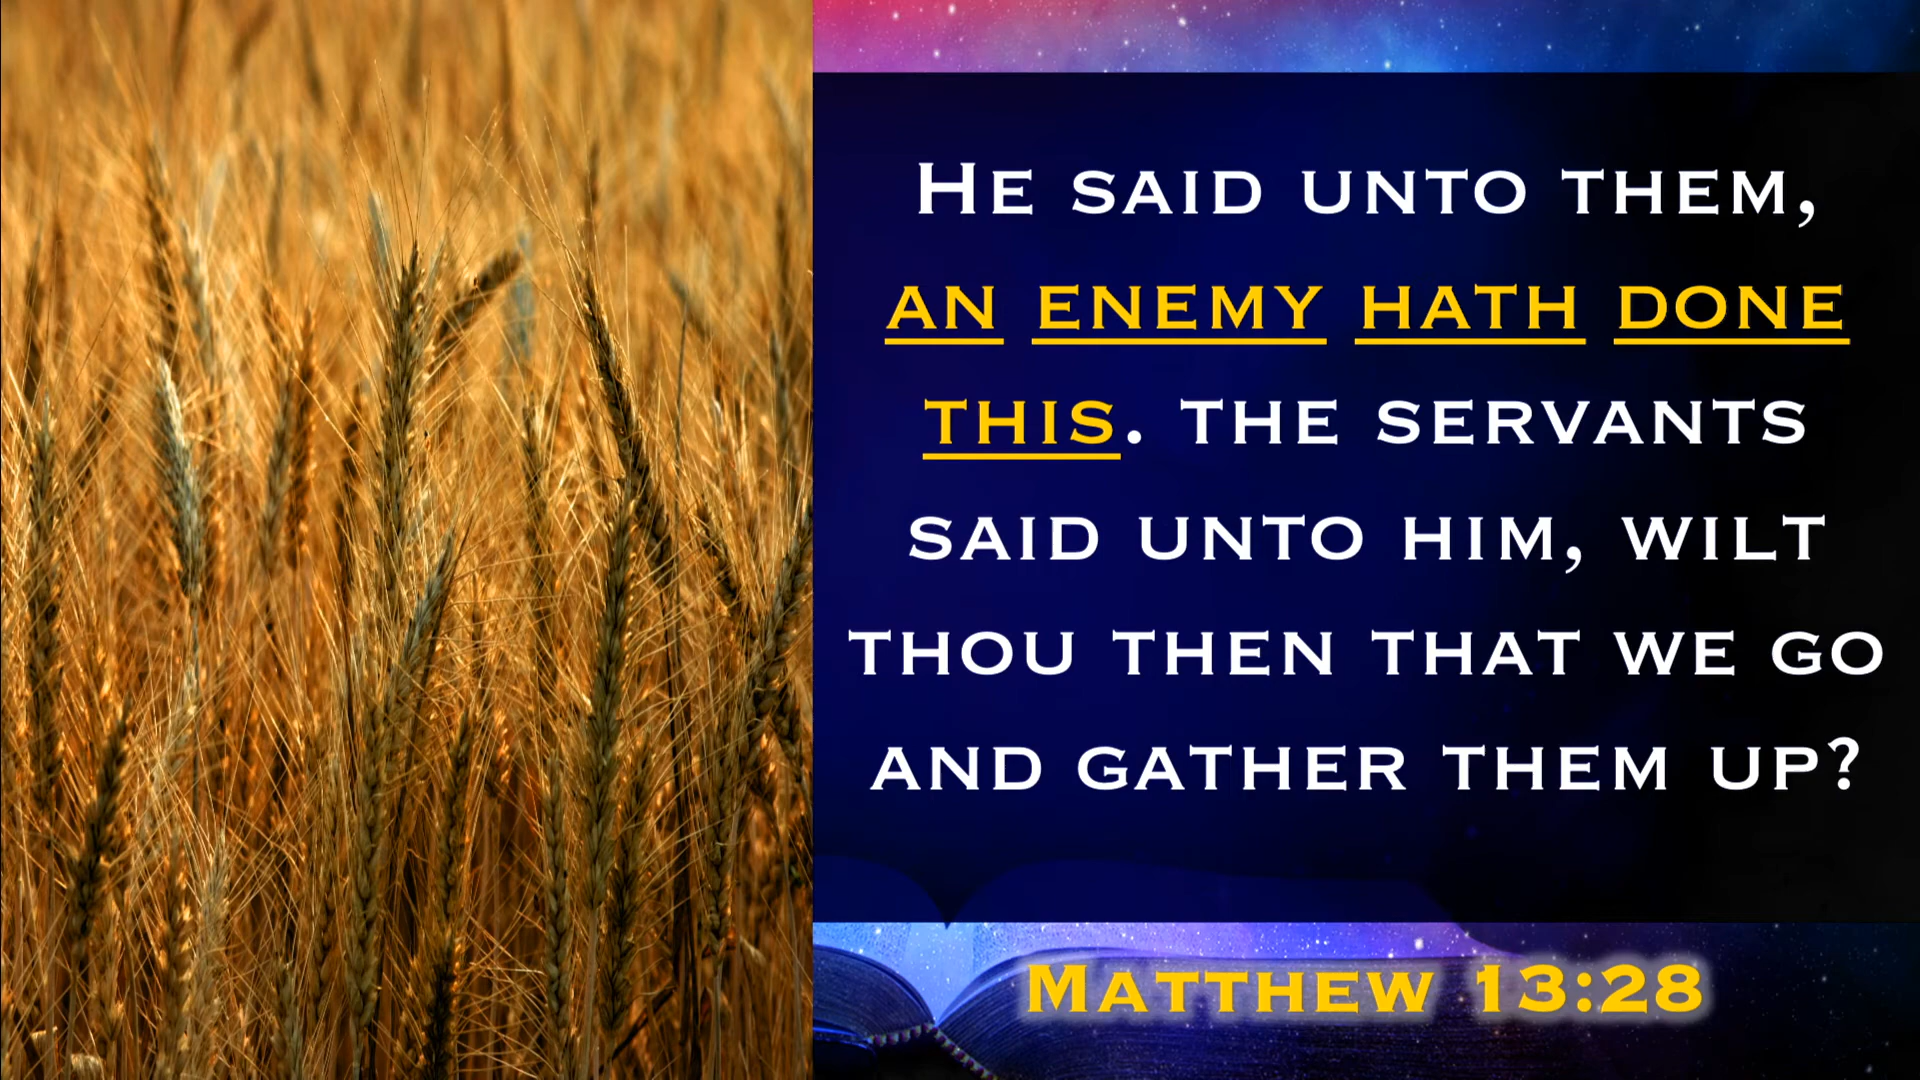 He said unto them,
an enemy hath done
this. the servants
said unto him, wilt
thou then that we go
and gather them up?
Matthew 13:28